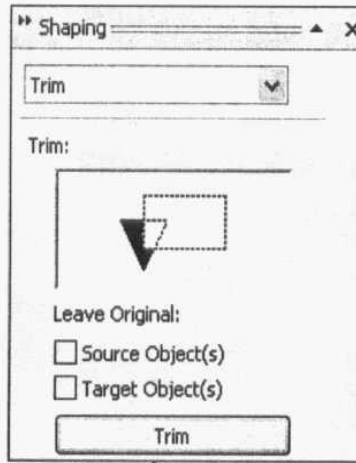 Shaping
Trim
Trim:
Leave Original:
Source Object(s)
Target Object(s)
Trim